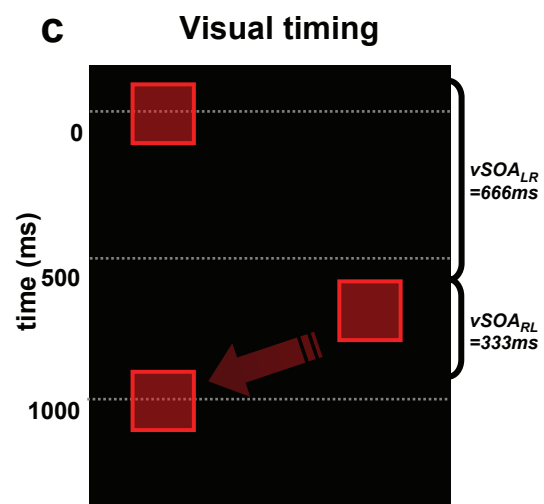 c Visual timing
0
vSOALR
=666ms
time (ms)
500
vSOARL
=333ms
1000